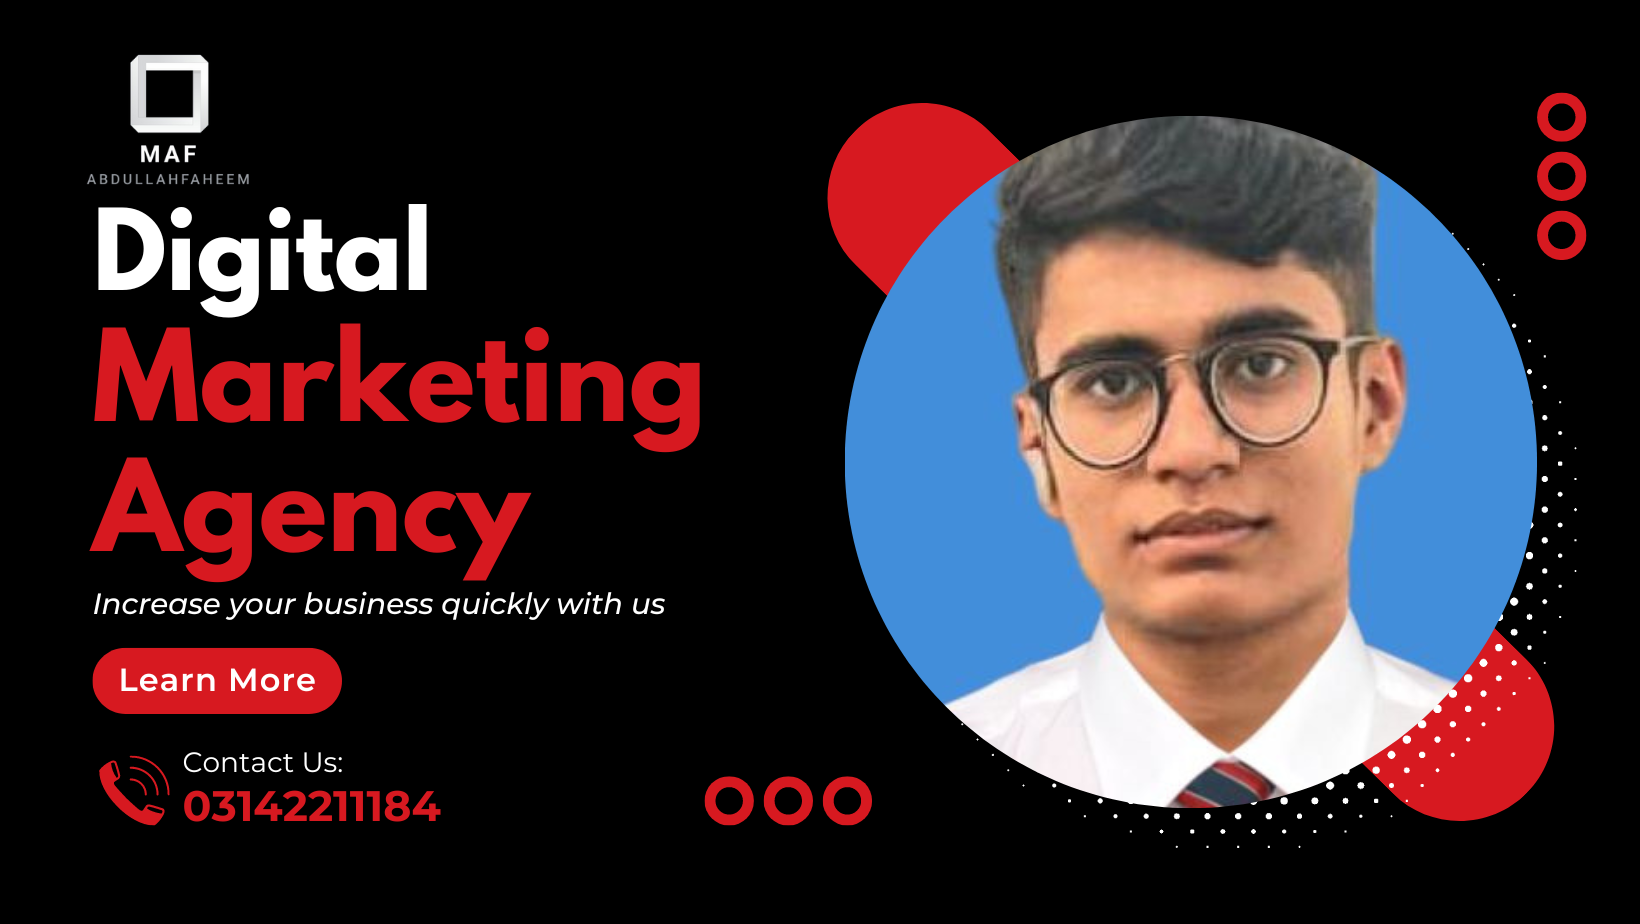 MAF
ABDULLAHFAHEEM
Digital
Marketing
Agency
Increase your business quickly with us
Learn More
Contact Us:
03142211184